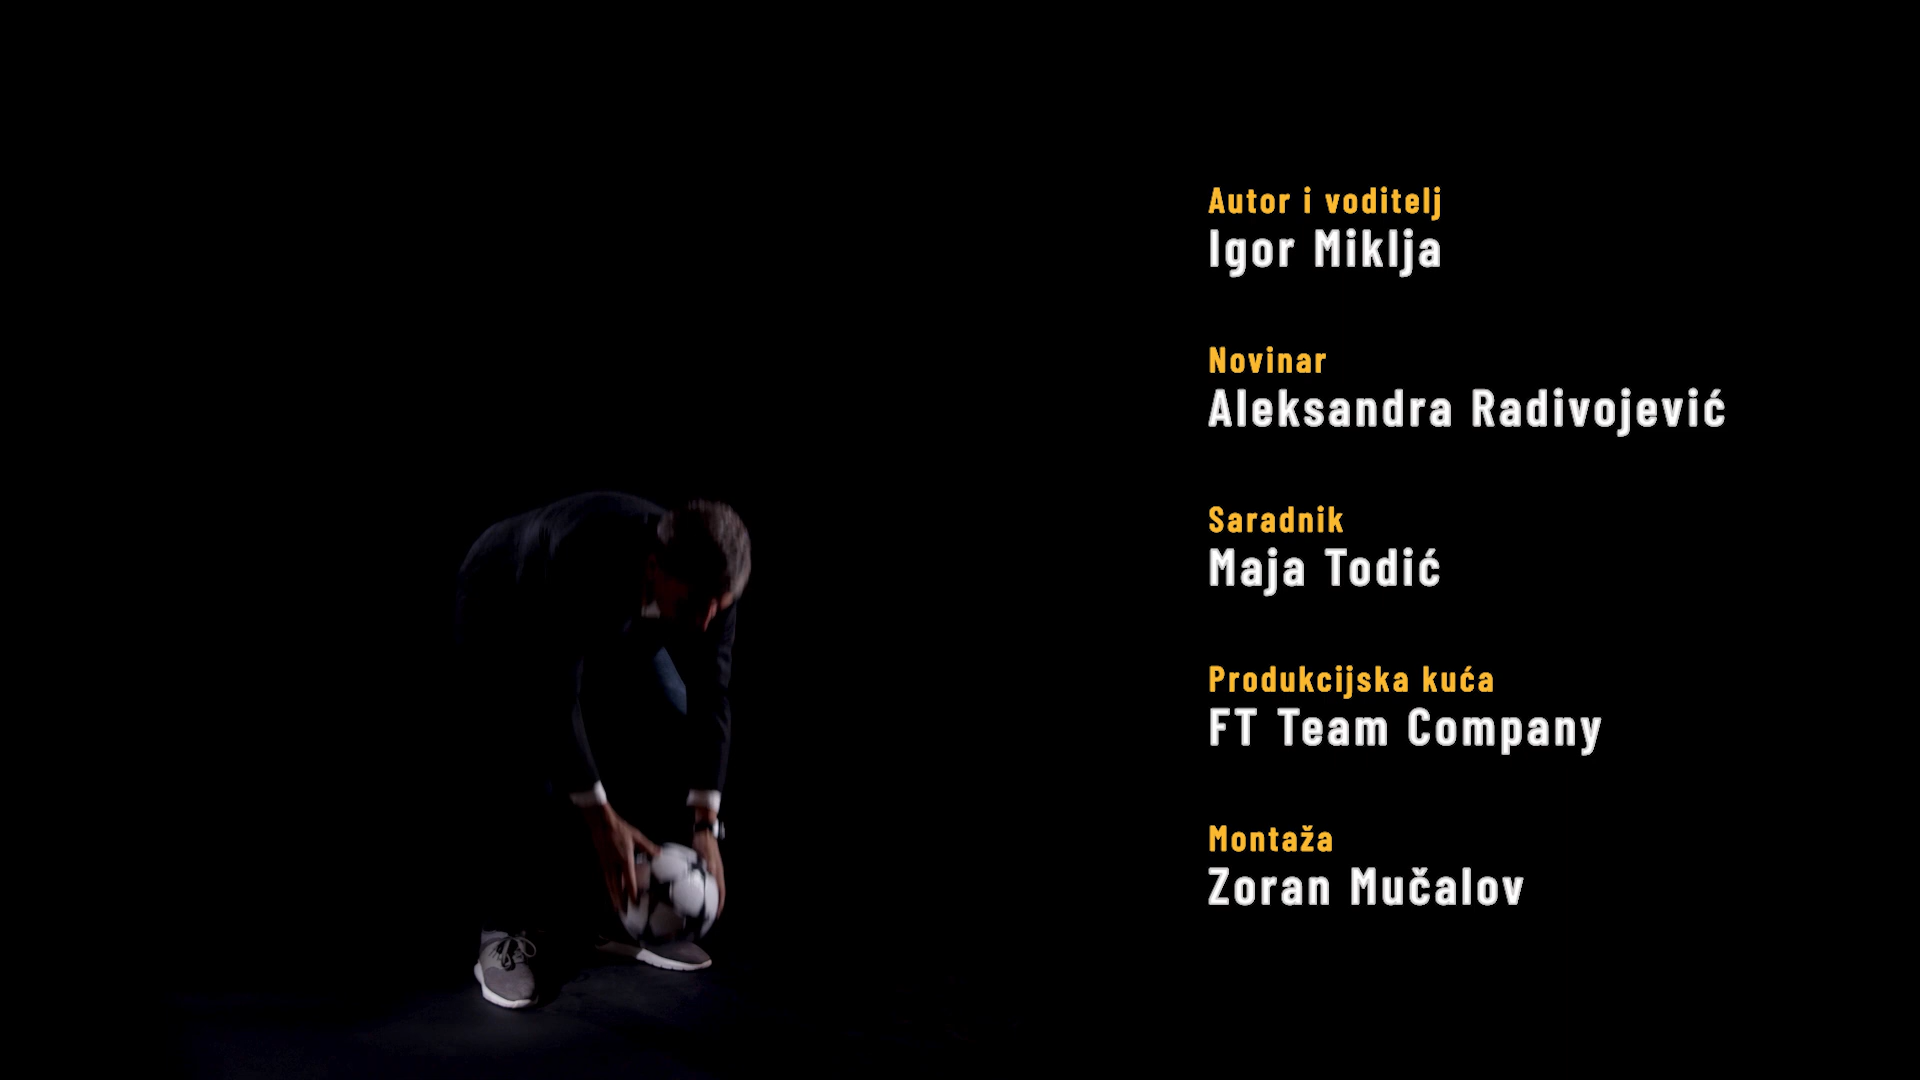 Autor i voditelj
Igor Miklja
Novinar
Aleksandra Radivojević
Saradnik
Maja Todić
Produkcijska kuća
FT Team Company
Montaža
Zoran Mučalov